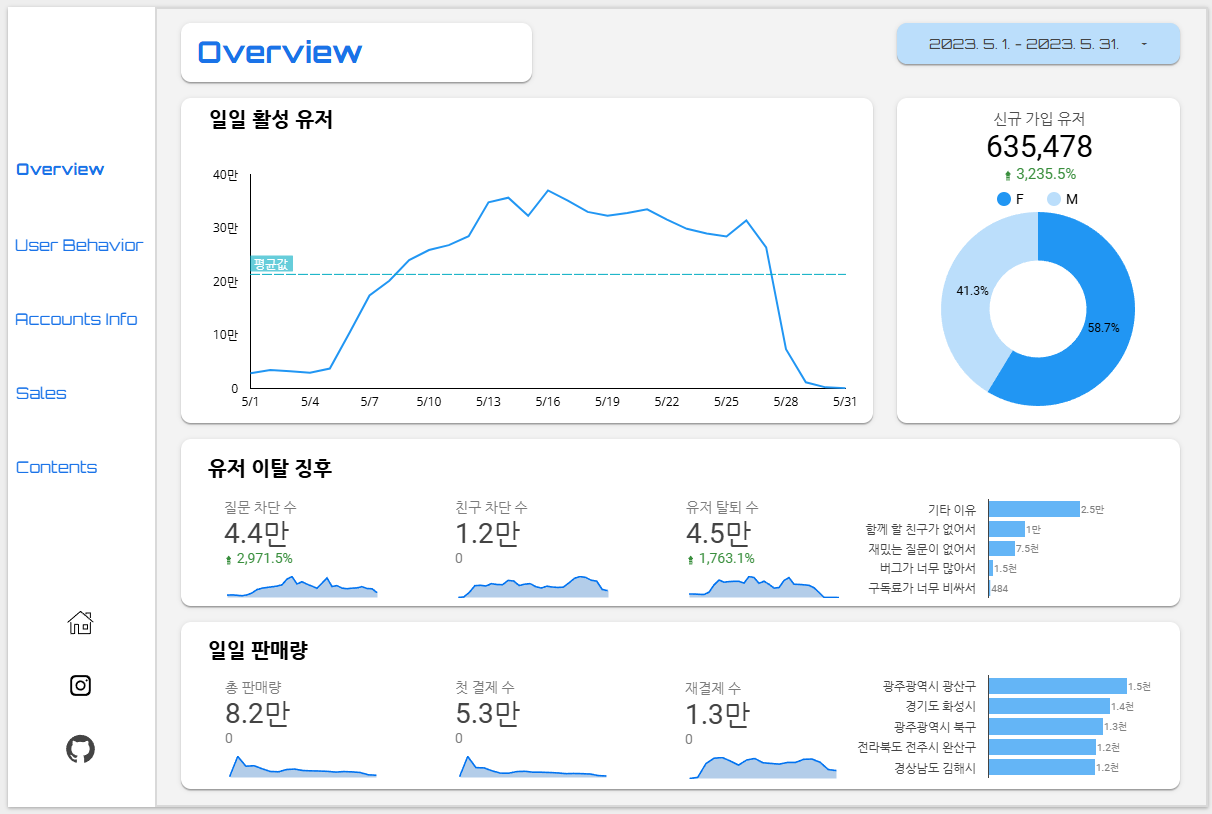 Overview
2023. 5. 1. - 2023. 5. 31.
Overview
User Behavior
Accounts Info
Sales
Contents
일일 활성 유저
40만
30만
20만
10만
0
평균값
5/1
5/4
5/7
5/10
5/13
5/16
5/19
5/22
5/25
5/28
5/31
신규 가입 유저
635,478
3,235.5%
F
M
41.3%
58.7%
유저 이탈 징후
질문 차단 수
4.4만
2,971.5%
친구 차단 수
1.2만
0
유저 탈퇴 수
4.5만
1,763.1%
기타 이유
2.5만
함께 할 친구가 없어서
1만
재밌는 질문이 없어서
7.5천
버그가 너무 많아서
1.5천
구독료가 너무 비싸서
484
일일 판매량
총 판매량
8.2만
0
첫 결제 수
5.3만
0
재결제 수
1.3만
0
광주광역시 광산구
1.5천
경기도 화성시
1.4천
광주광역시 북구
1.3천
전라북도 전주시 완산구
1.2천
경상남도 김해시
1.2천